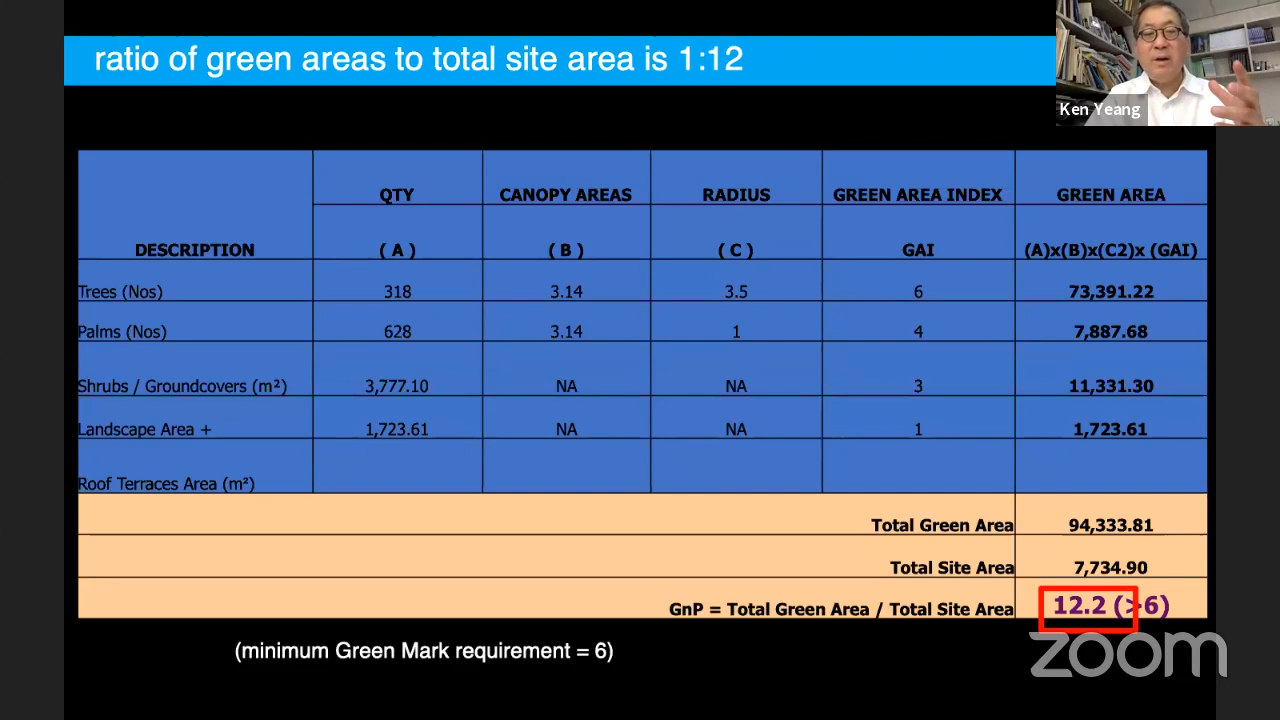 ratio of green areas to total site area is 1:12
Ken Yeang
QTY CANOPY AREAS RADIUS GREEN AREA INDEX GREEN AREA
DESCRIPTION ( A ) ( B ) ( C ) GAI (A)x(B)x(C2)x (GAI)
Trees (Nos) 318 3.14 3.5 6 73,391.22
Palms (Nos) 628 3.14 1 4 7,887.68
Shrubs / Groundcovers (m²) 3,777.10 NA NA 3 11,331.30
Landscape Area + 1,723.61 NA NA 1 1,723.61
Roof Terraces Area (m²)
Total Green Area 94,333.81
Total Site Area 7,734.90
GnP = Total Green Area / Total Site Area 12.2 (>6)
(minimum Green Mark requirement = 6)
zoom